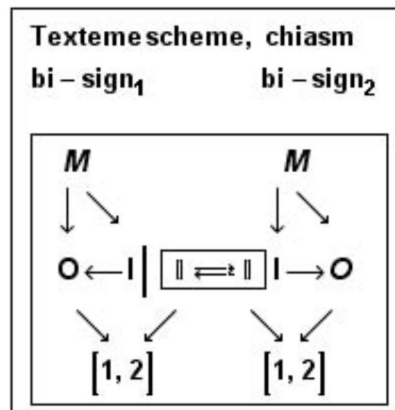 Texteme scheme, chiasm
bi – sign₁ bi – sign₂
M M
O ← I | 𝕀 ⇌ 𝕀 I → O
[1, 2] [1, 2]